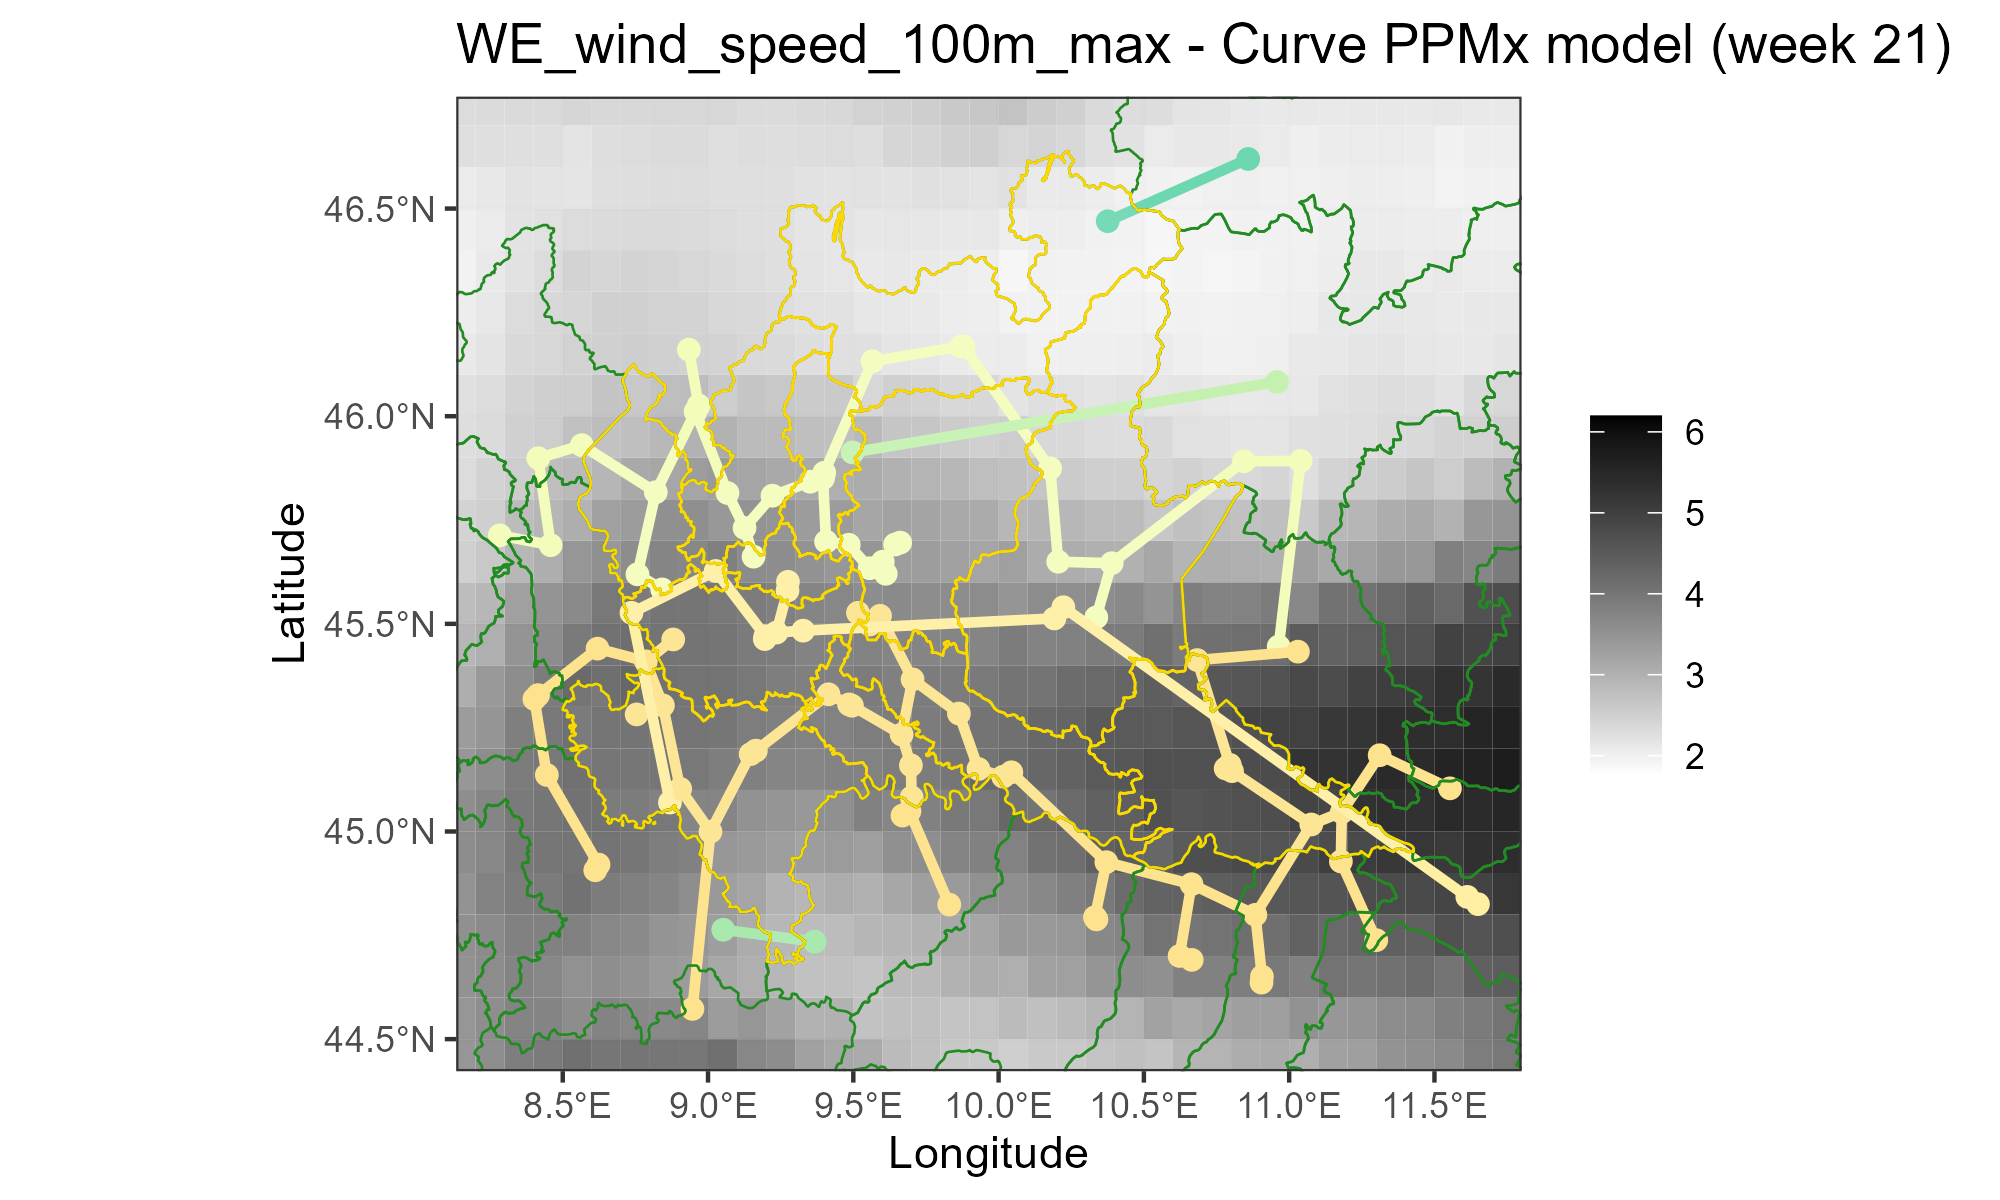 WE_wind_speed_100m_max - Curve PPMx model (week 21)
46.5°N
46.0°N
45.5°N
45.0°N
44.5°N
Latitude
8.5°E 9.0°E 9.5°E 10.0°E 10.5°E 11.0°E 11.5°E
Longitude
6
5
4
3
2